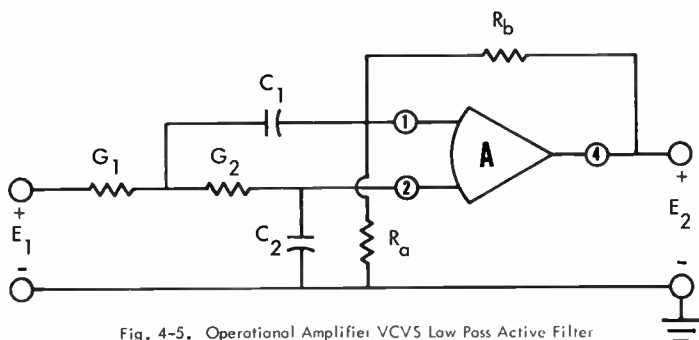 R_b
C_1
1
G_1
G_2
A
4
2
+
E_1
-
C_2
R_a
+
E_2
-
Fig. 4-5. Operational Amplifier VCVS Low Pass Active Filter